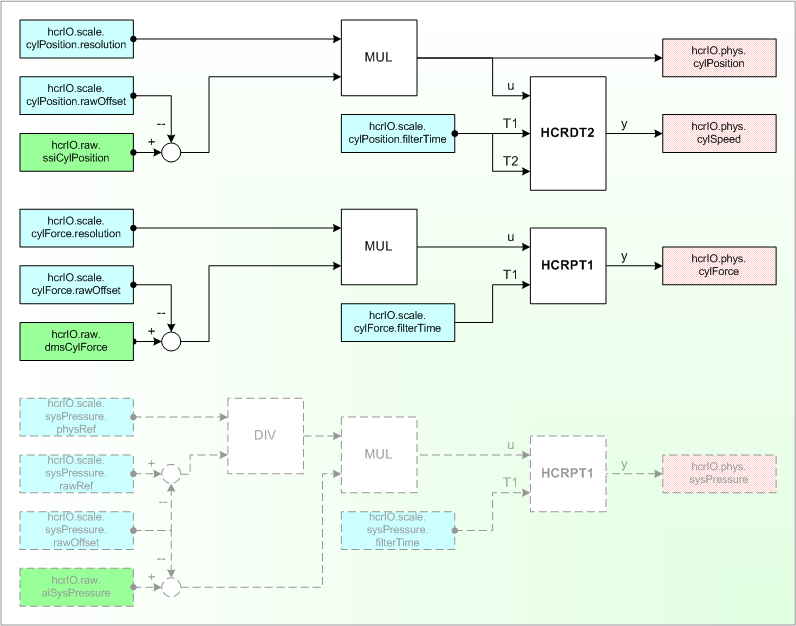 hcrIO.scale.
cylPosition.resolution
MUL
hcrIO.phys.
cylPosition
hcrIO.scale.
cylPosition.rawOffset
--
u
hcrIO.scale.
cylPosition.filterTime
T1
HCRDT2
y
hcrIO.phys.
cylSpeed
+
hcrIO.raw.
ssiCylPosition
T2
hcrIO.scale.
cylForce.resolution
MUL
u
HCRPT1
y
hcrIO.phys.
cylForce
hcrIO.scale.
cylForce.rawOffset
T1
--
hcrIO.scale.
cylForce.filterTime
+
hcrIO.raw.
dmsCylForce
hcrIO.scale.
sysPressure.
physRef
DIV
MUL
u
HCRPT1
y
hcrIO.phys.
sysPressure
hcrIO.scale.
sysPressure.
rawRef
+
T1
--
hcrIO.scale.
sysPressure.
rawOffset
hcrIO.scale.
sysPressure.
filterTime
--
+
hcrIO.raw.
aiSysPressure